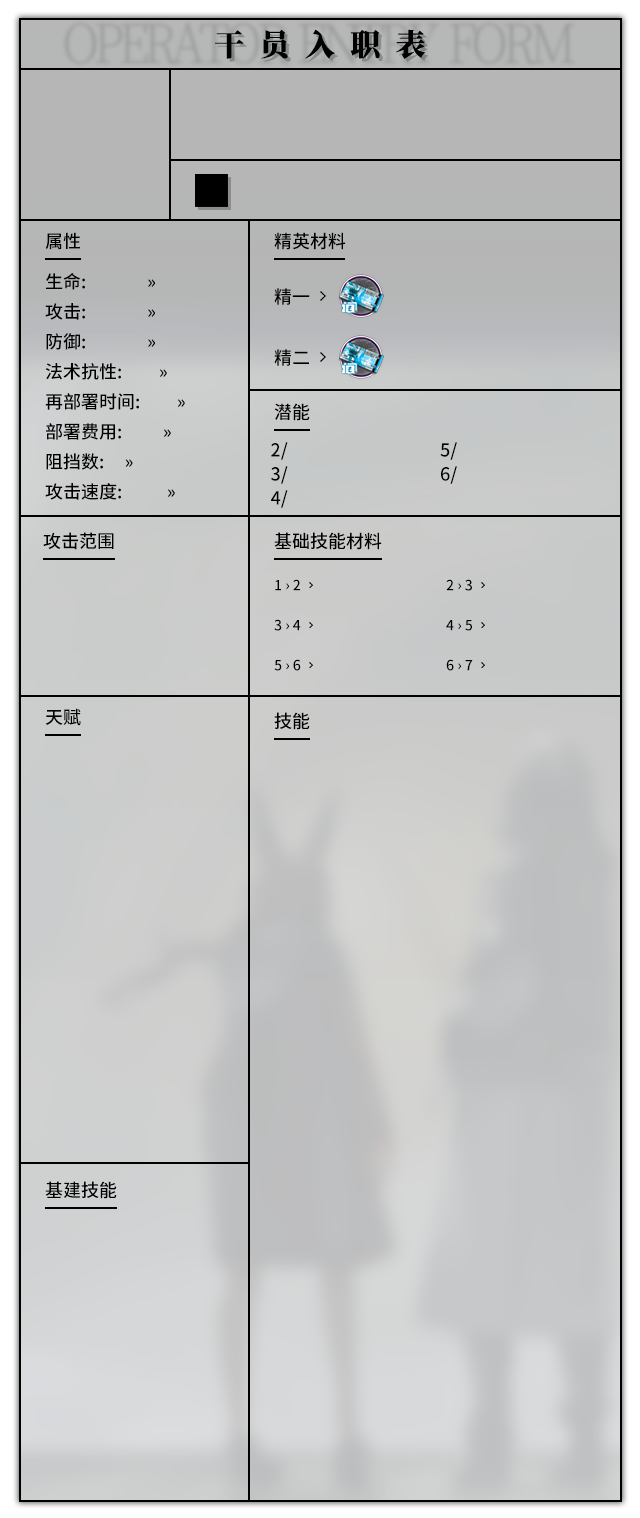 OPERATOR ENTRY FORM
干员入职表
属性
生命: »
攻击: »
防御: »
法术抗性: »
再部署时间: »
部署费用: »
阻挡数: »
攻击速度: »
精英材料
精一 >
精二 >
潜能
2/ 5/
3/ 6/
4/
攻击范围
基础技能材料
1›2 › 2›3 ›
3›4 › 4›5 ›
5›6 › 6›7 ›
天赋
技能
基建技能